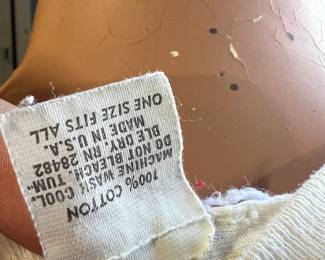 100% COTTON
MACHINE WASH COOL.
DO NOT BLEACH. TUM-
BLE DRY. RN 28482
MADE IN U.S.A.
ONE SIZE FITS ALL